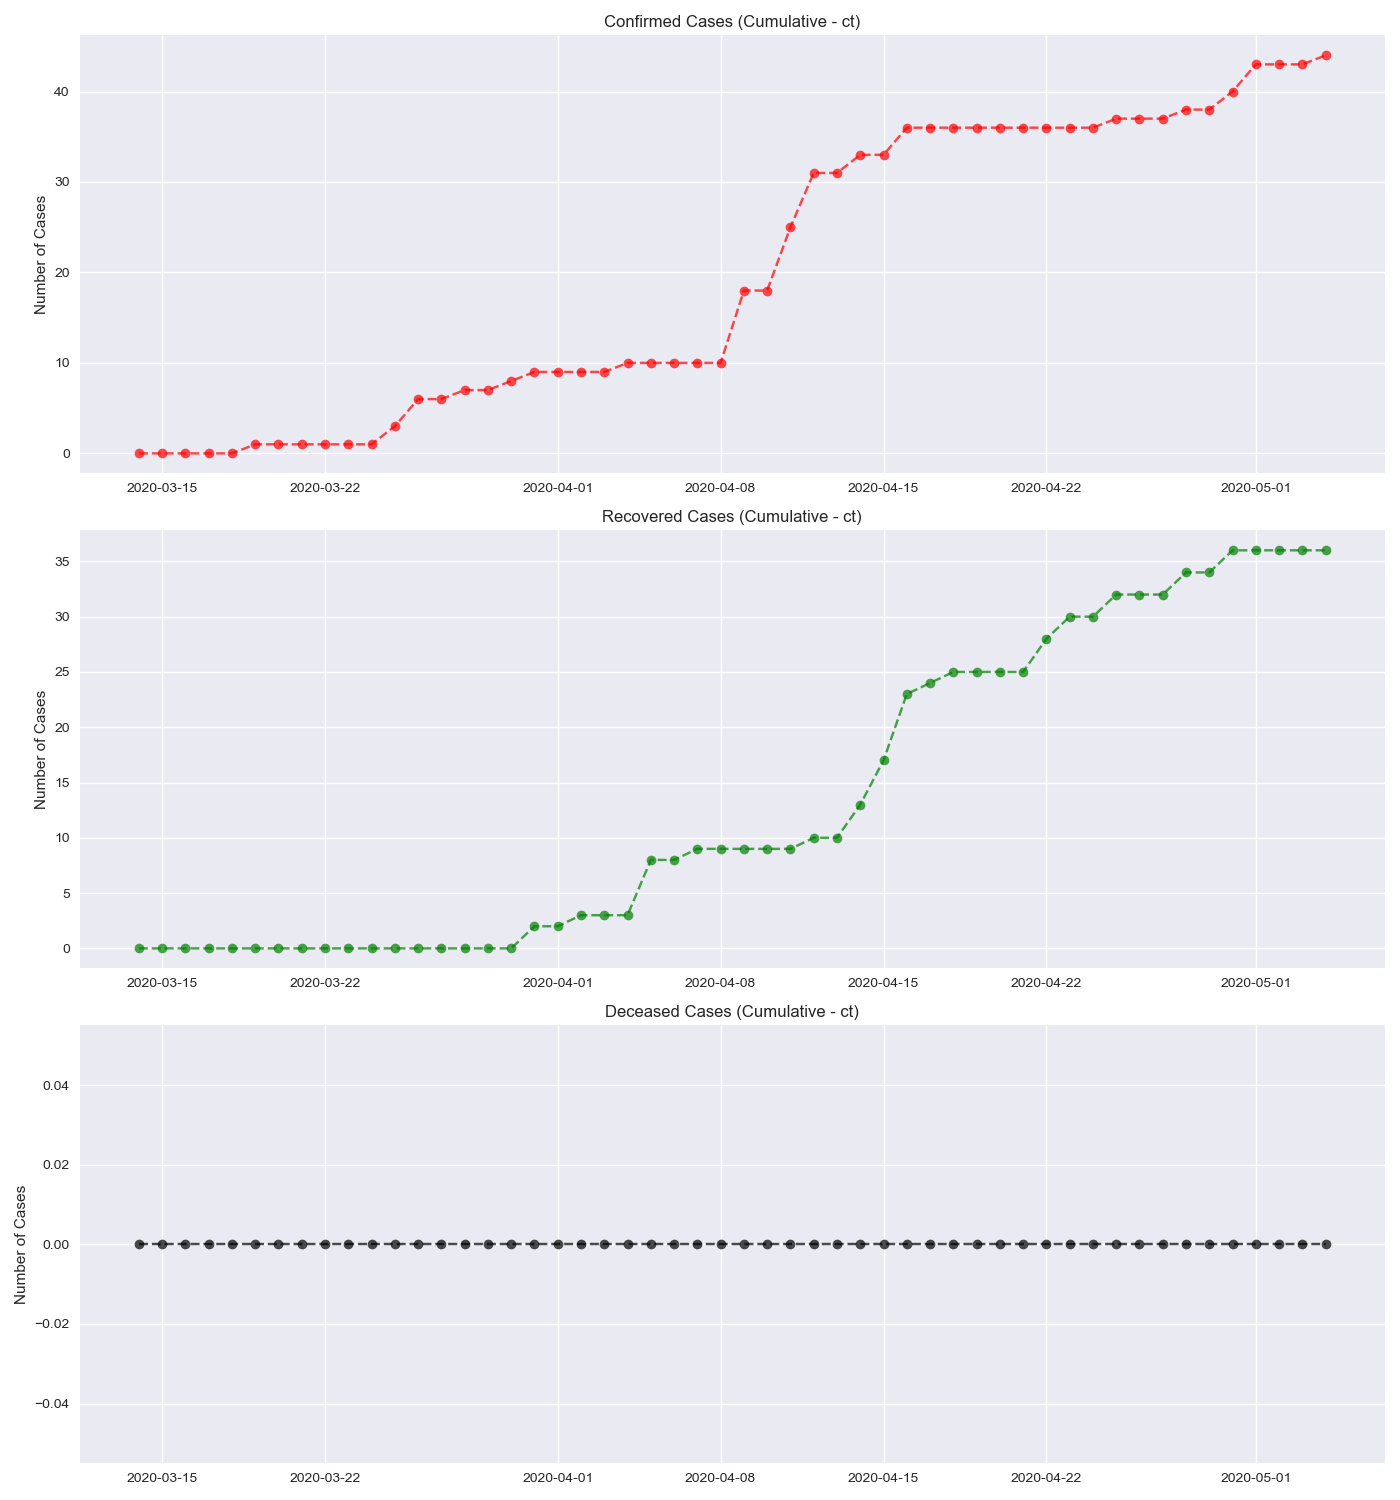 Confirmed Cases (Cumulative - ct)
Number of Cases
40
30
20
10
0
2020-03-15 2020-03-22 2020-04-01 2020-04-08 2020-04-15 2020-04-22 2020-05-01
Recovered Cases (Cumulative - ct)
Number of Cases
35
30
25
20
15
10
5
0
2020-03-15 2020-03-22 2020-04-01 2020-04-08 2020-04-15 2020-04-22 2020-05-01
Deceased Cases (Cumulative - ct)
Number of Cases
0.04
0.02
0.00
−0.02
−0.04
2020-03-15 2020-03-22 2020-04-01 2020-04-08 2020-04-15 2020-04-22 2020-05-01